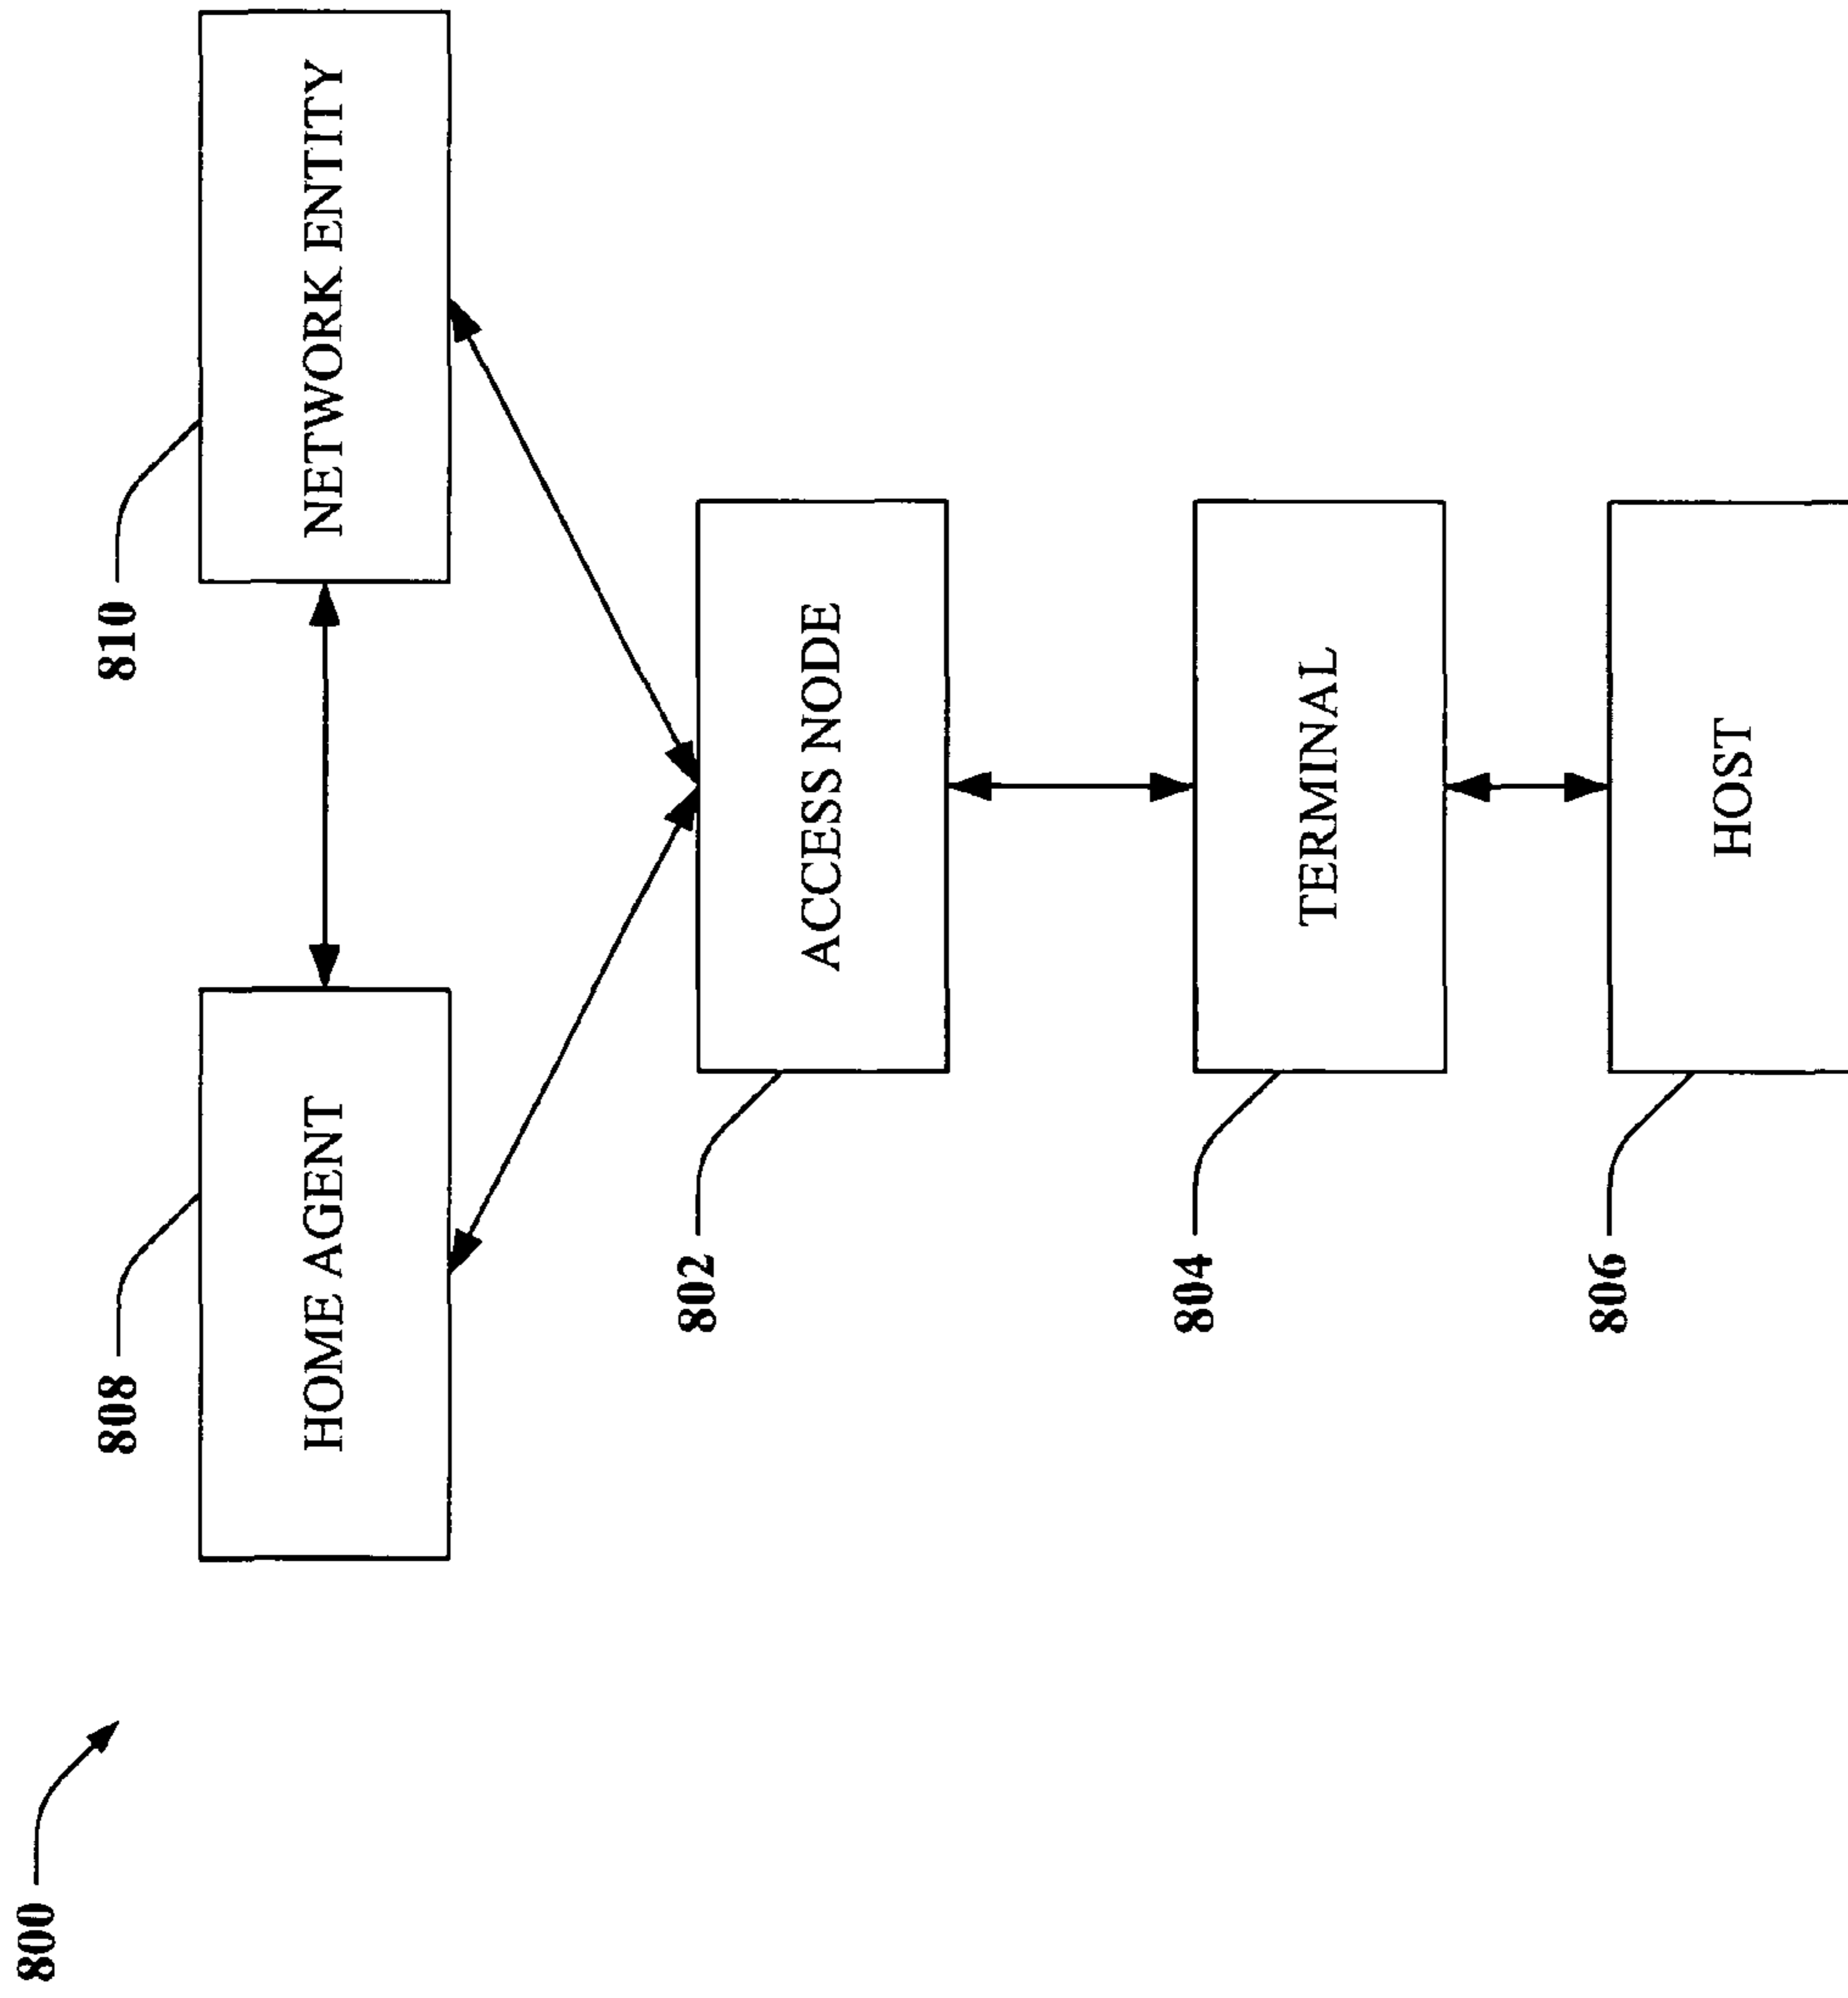 800
808
HOME AGENT
810
NETWORK ENTITY
802
ACCESS NODE
804
TERMINAL
806
HOST